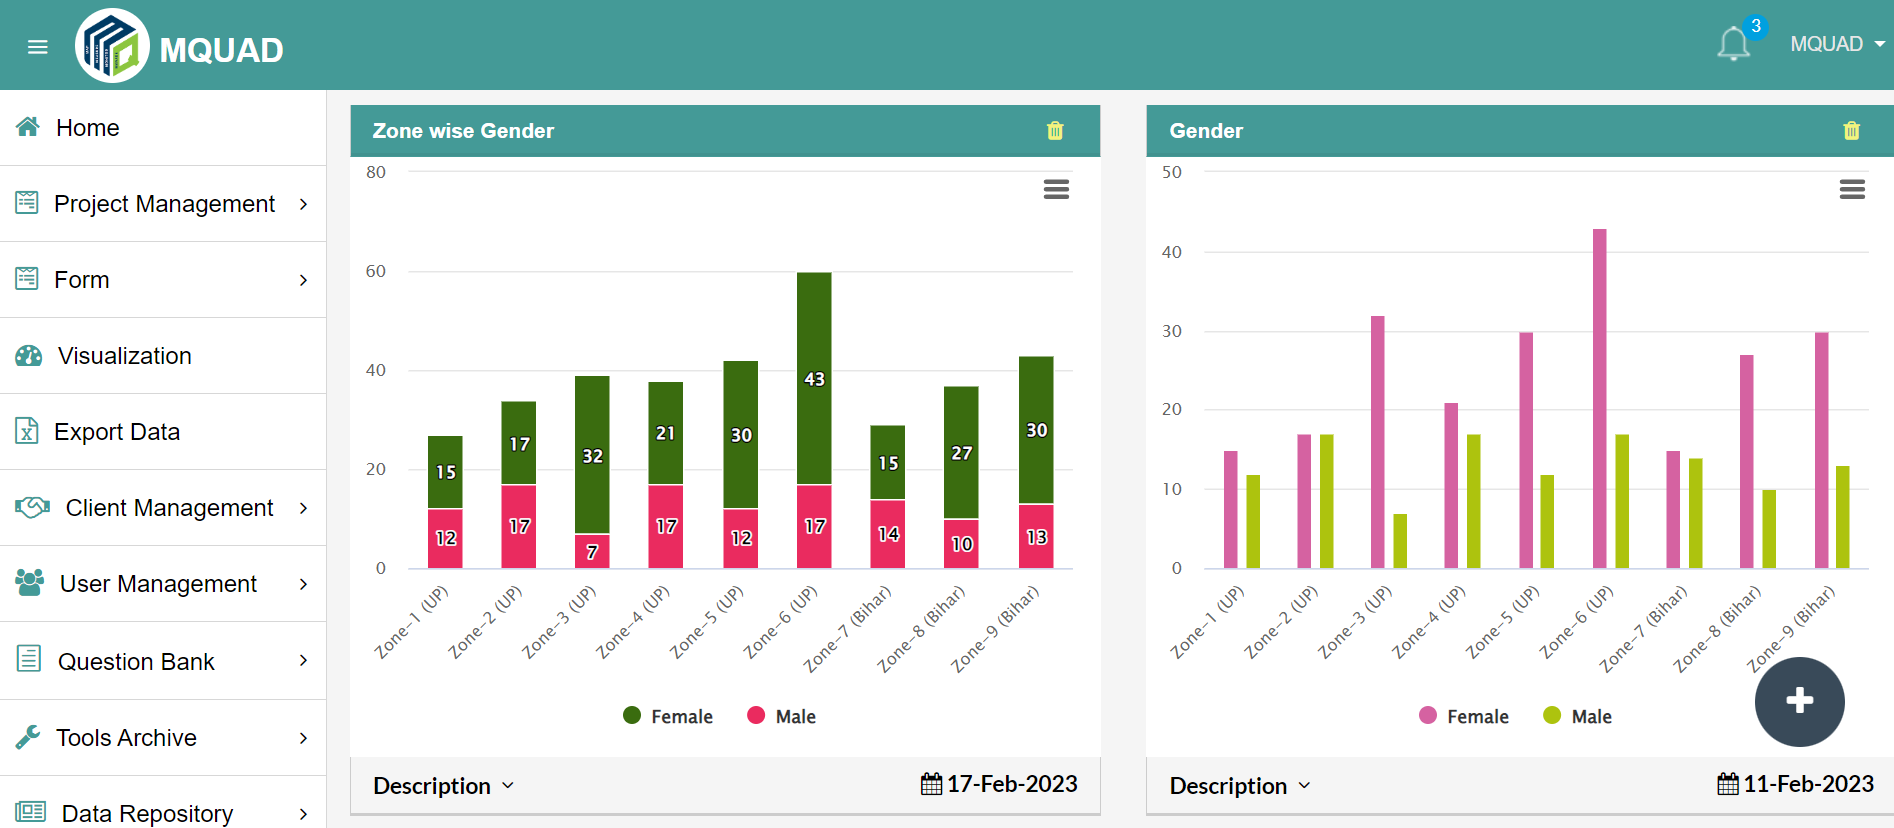 MQUAD
3
MQUAD
Home
Project Management
Form
Visualization
Export Data
Client Management
User Management
Question Bank
Tools Archive
Data Repository
Zone wise Gender
80
60
40
20
0
15
17
32
21
30
43
15
27
30
12
17
7
17
12
17
14
10
13
Zone-1 (UP)
Zone-2 (UP)
Zone-3 (UP)
Zone-4 (UP)
Zone-5 (UP)
Zone-6 (UP)
Zone-7 (Bihar)
Zone-8 (Bihar)
Zone-9 (Bihar)
Female Male
Description 17-Feb-2023
Gender
50
40
30
20
10
0
Zone-1 (UP)
Zone-2 (UP)
Zone-3 (UP)
Zone-4 (UP)
Zone-5 (UP)
Zone-6 (UP)
Zone-7 (Bihar)
Zone-8 (Bihar)
Zone-9 (Bihar)
Female Male
Description 11-Feb-2023